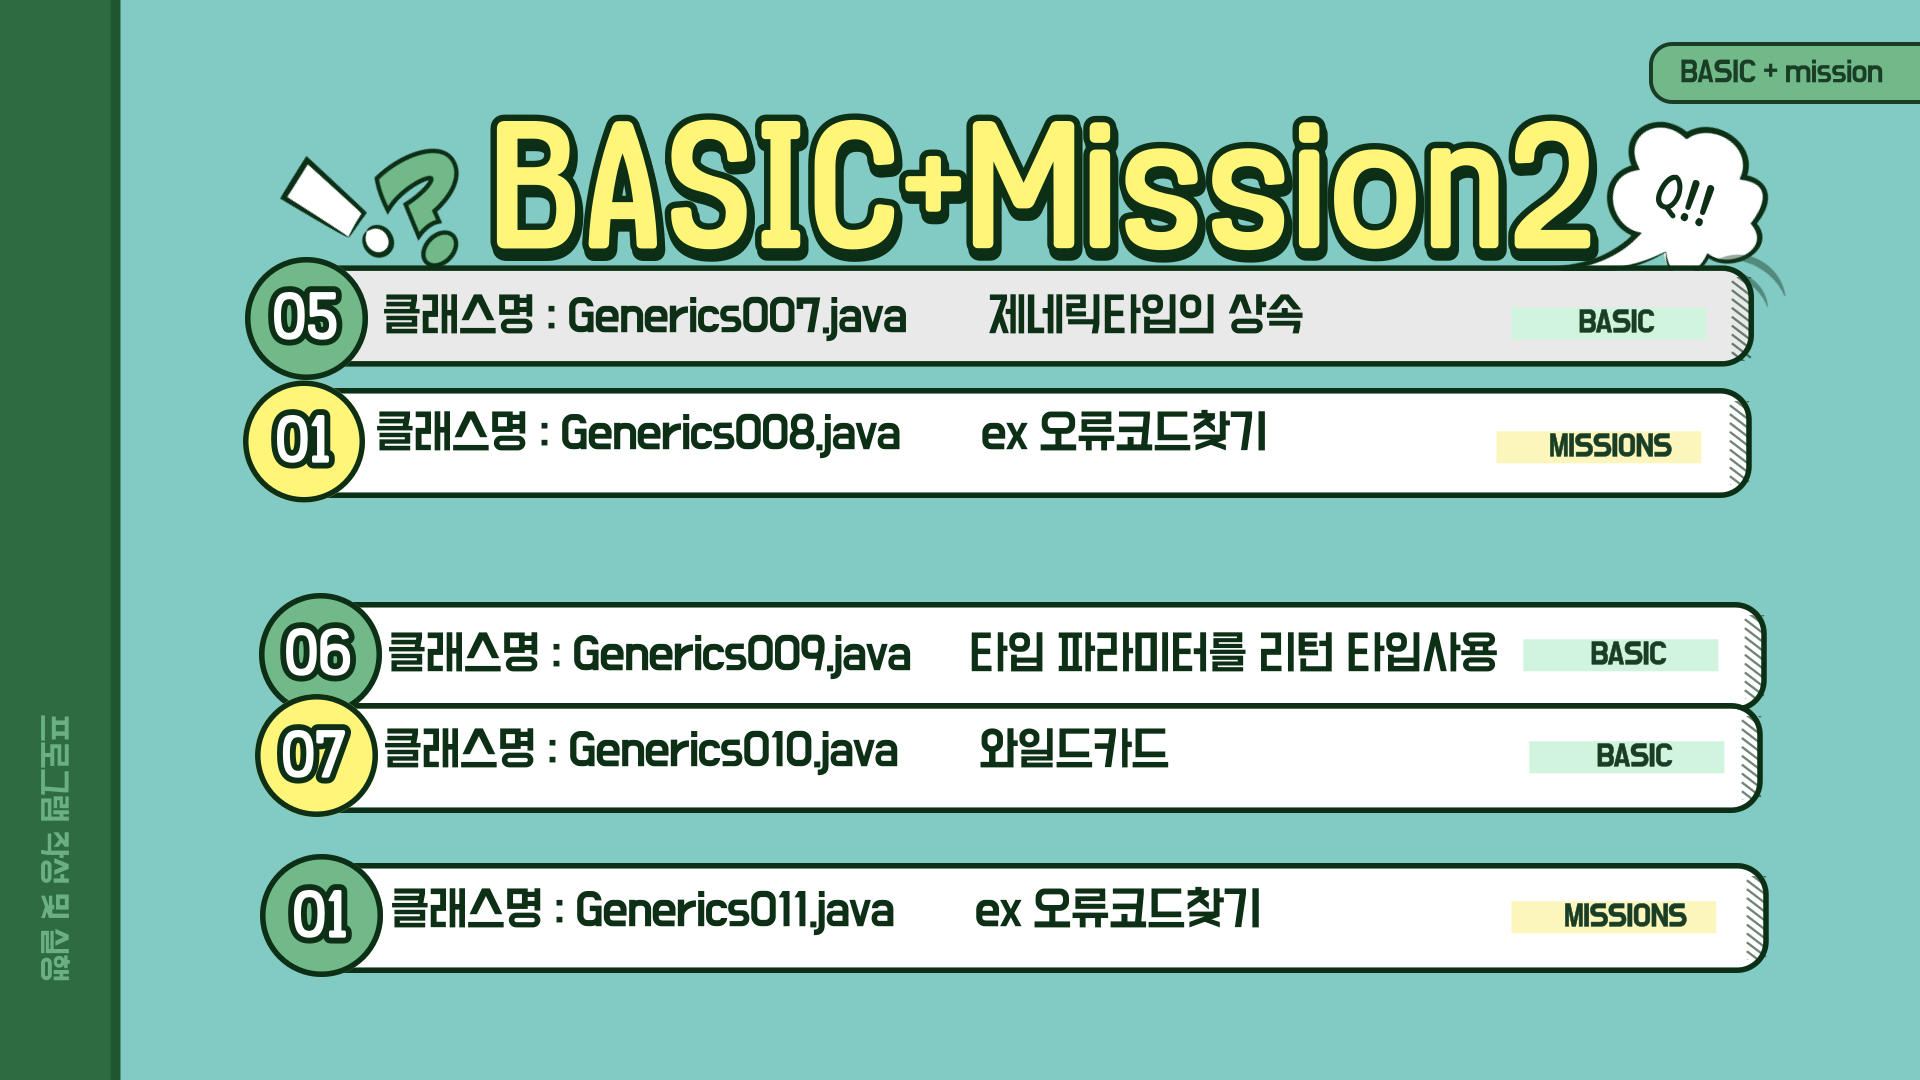 BASIC + mission
BASIC+Mission2
Q!!
05 클래스명 : Generics007.java 제네릭타입의 상속 BASIC
01 클래스명 : Generics008.java ex 오류코드찾기 MISSIONS
06 클래스명 : Generics009.java 타입 파라미터를 리턴 타입사용 BASIC
07 클래스명 : Generics010.java 와일드카드 BASIC
01 클래스명 : Generics011.java ex 오류코드찾기 MISSIONS
프로그램 작성 및 실행